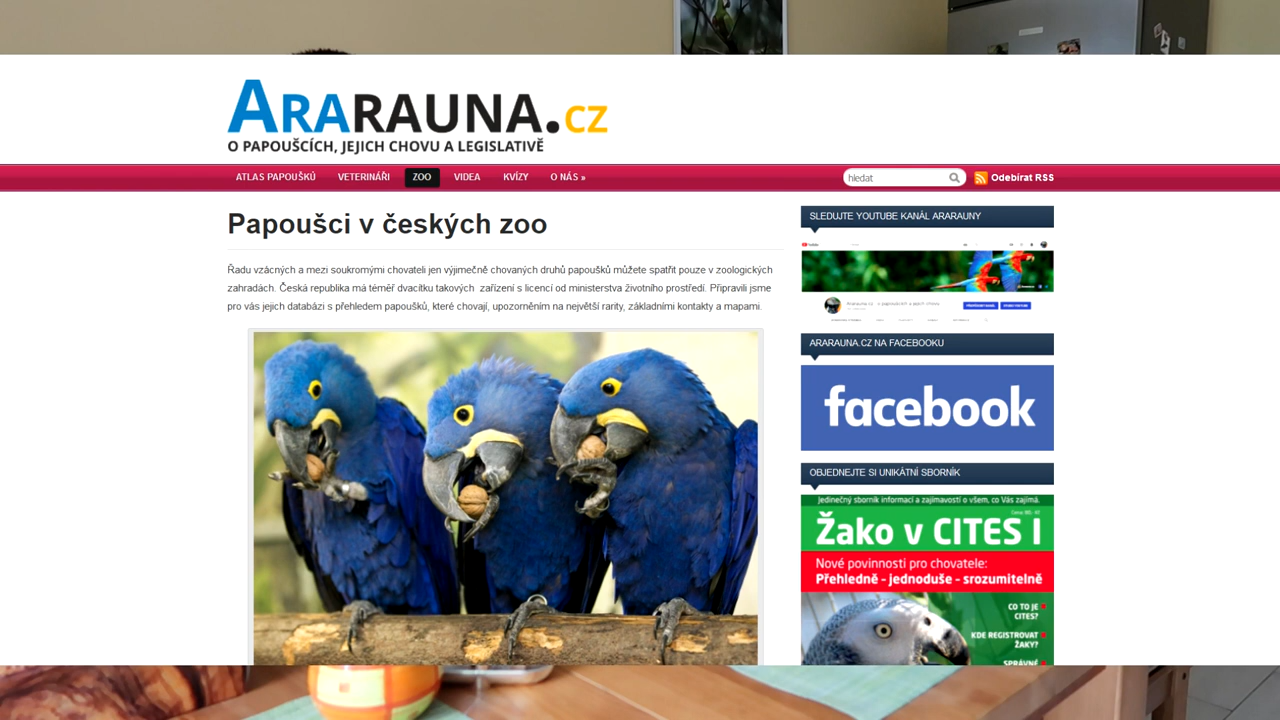 ARARAUNA.CZ
O PAPOUŠCÍCH, JEJICH CHOVU A LEGISLATIVĚ
ATLAS PAPOUŠKŮ VETERINÁŘI ZOO VIDEA KVÍZY O NÁS »
hledat
Odebírat RSS
Papoušci v českých zoo
Řadu vzácných a mezi soukromými chovateli jen výjimečně chovaných druhů papoušků můžete spatřit pouze v zoologických
zahradách. Česká republika má téměř dvacítku takových zařízení s licencí od ministerstva životního prostředí. Připravili jsme
pro vás jejich databázi s přehledem papoušků, které chovají, upozorněním na největší rarity, základními kontakty a mapami.
SLEDUJTE YOUTUBE KANÁL ARARAUNY
ARARAUNA.CZ NA FACEBOOKU
facebook
OBJEDNEJTE SI UNIKÁTNÍ SBORNÍK
Jedinečný sborník informací a zajímavostí o všem, co Vás zajímá.
Žako v CITES I
Nové povinnosti pro chovatele:
Přehledně - jednoduše - srozumitelně
CO TO JE
CITES?
KDE REGISTROVAT
ŽAKY?
SPRÁVNÉ